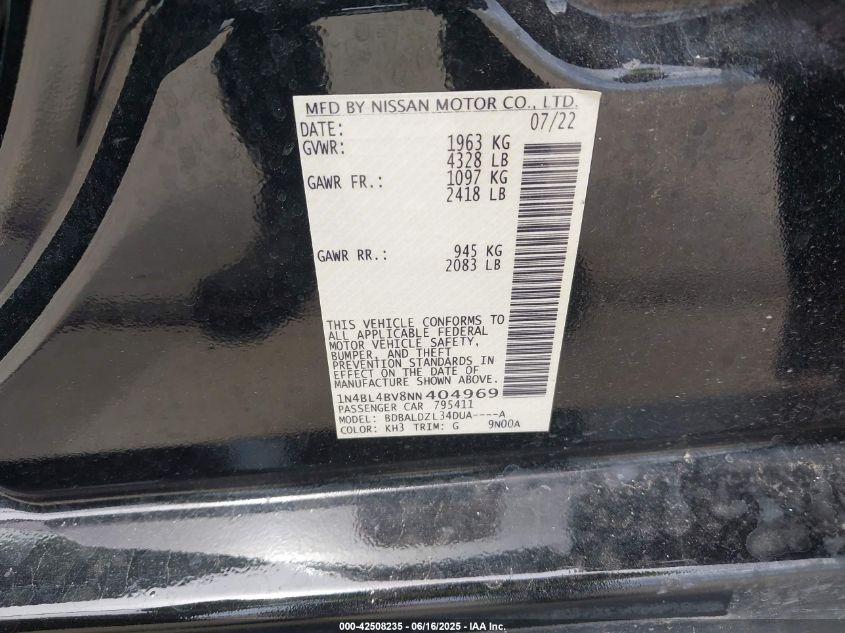 MFD BY NISSAN MOTOR CO., LTD.
DATE: 07/22
GVWR: 1963 KG
4328 LB
GAWR FR.: 1097 KG
2418 LB
GAWR RR.: 945 KG
2083 LB
THIS VEHICLE CONFORMS TO
ALL APPLICABLE FEDERAL
MOTOR VEHICLE SAFETY,
BUMPER, AND THEFT
PREVENTION STANDARDS IN
EFFECT ON THE DATE OF
MANUFACTURE SHOWN ABOVE.
1N4BL4BV8NN404969
PASSENGER CAR 795411
MODEL: BDBALDZL34DUA----A
COLOR: KH3 TRIM: G 9N00A
000-42508235 - 06/16/2025 - IAA Inc.